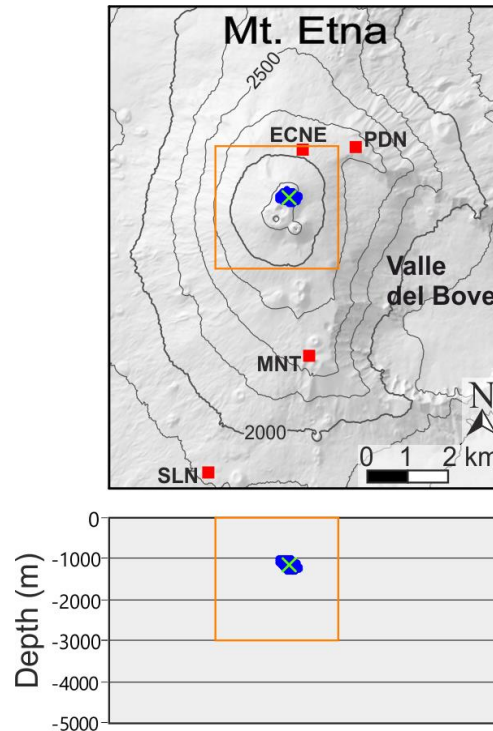 Mt. Etna
2500
ECNE
PDN
Valle
del Bove
MNT
N
2000
0 1 2 km
SLN
Depth (m)
0
-1000
-2000
-3000
-4000
-5000